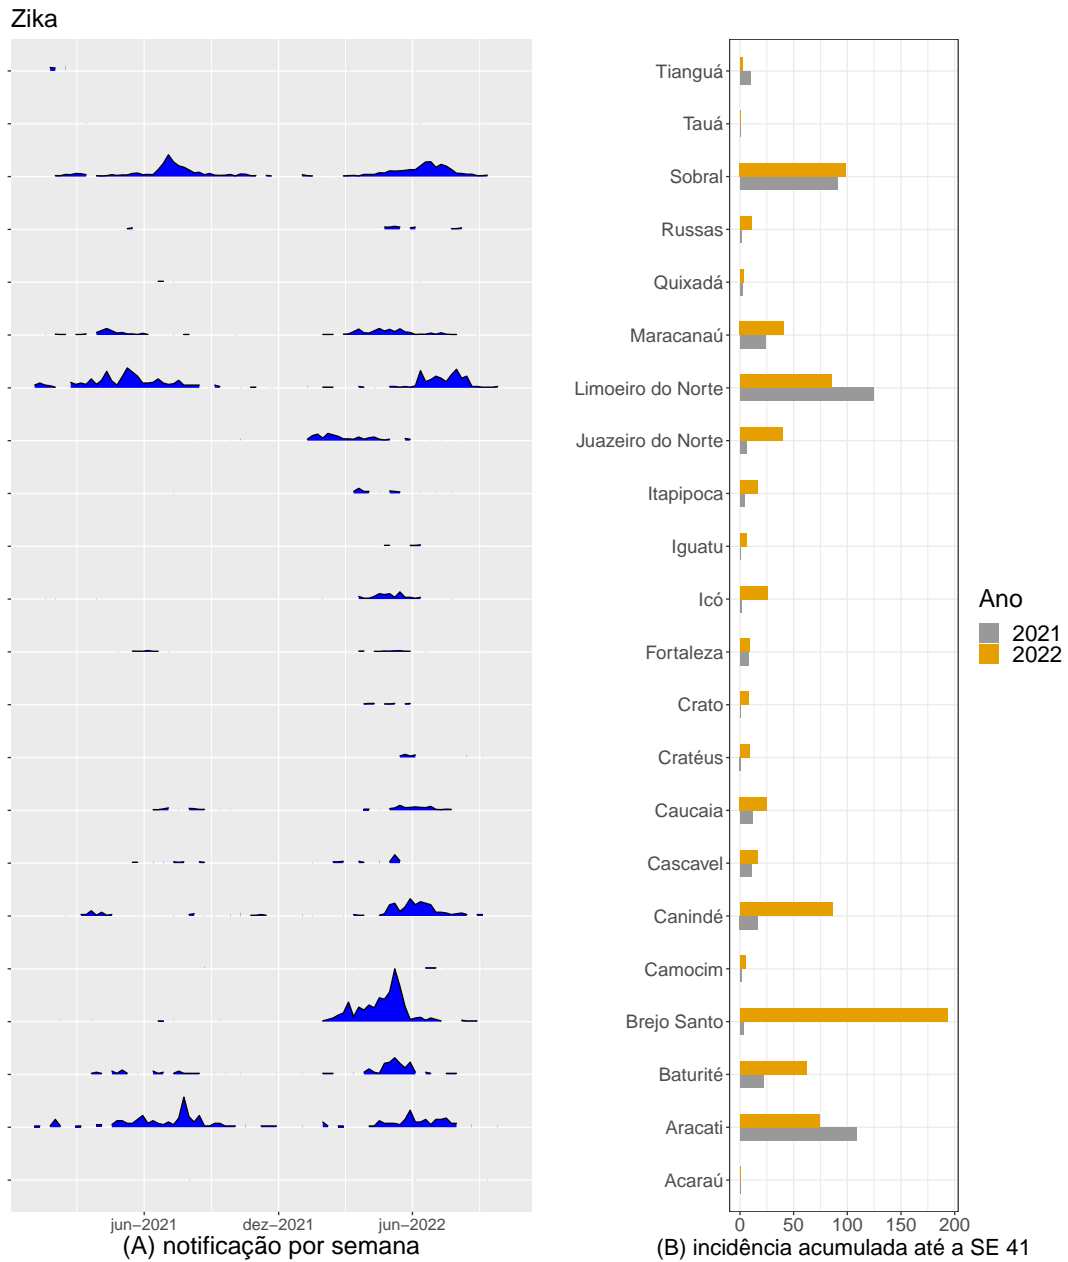 Zika
Tianguá
Tauá
Sobral
Russas
Quixadá
Maracanaú
Limoeiro do Norte
Juazeiro do Norte
Itapipoca
Iguatu
Icó
Fortaleza
Crato
Cratéus
Caucaia
Cascavel
Canindé
Camocim
Brejo Santo
Baturité
Aracati
Acaraú
jun−2021 dez−2021 jun−2022
(A) notificação por semana
0 50 100 150 200
(B) incidência acumulada até a SE 41
Ano
2021
2022